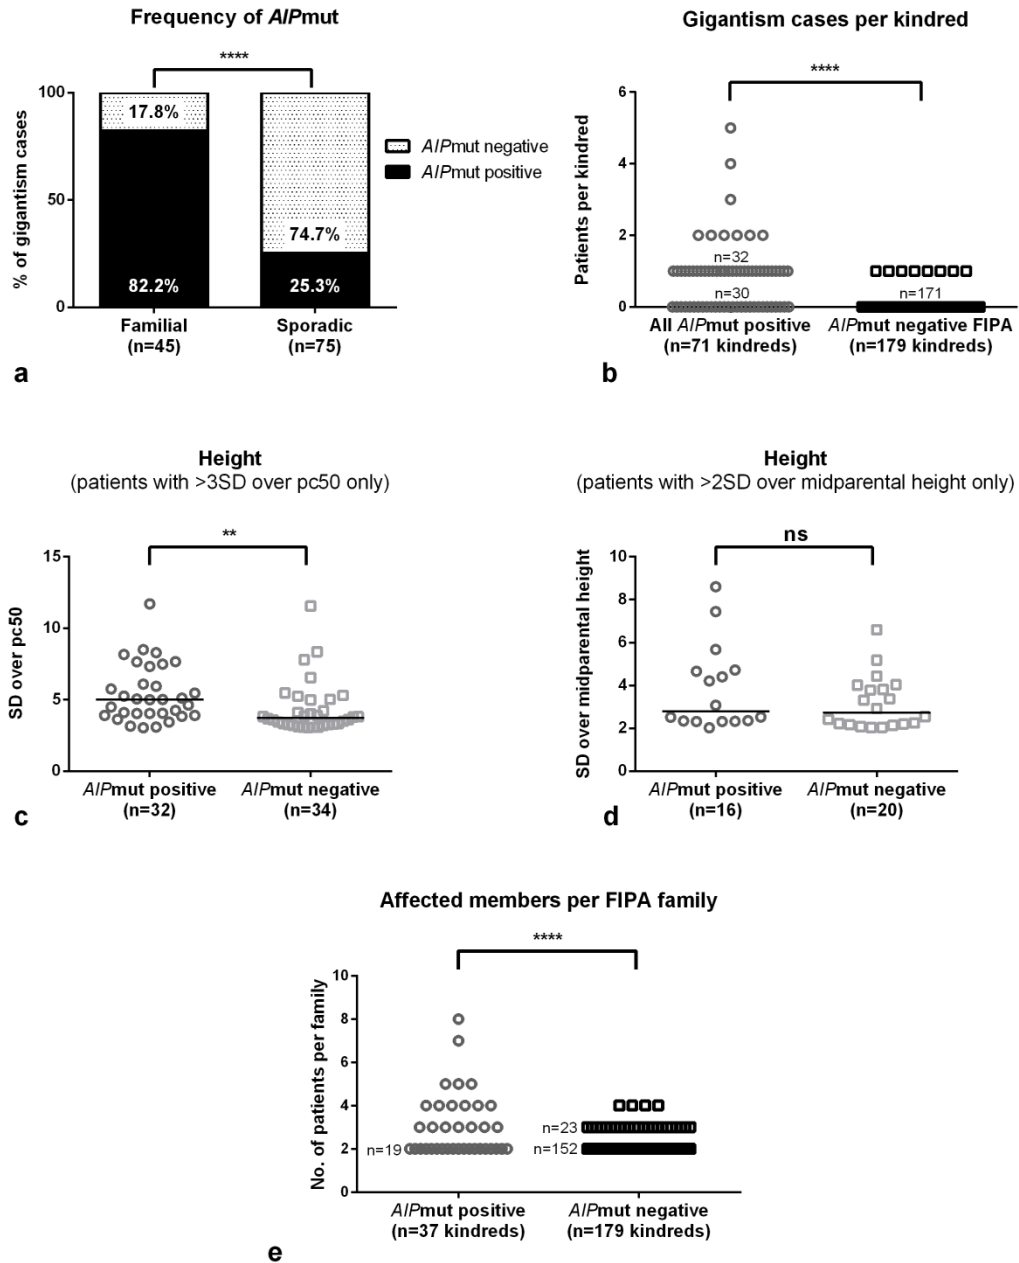 Frequency of AIPmut
****
% of gigantism cases
100
50
0
17.8%
82.2%
74.7%
25.3%
Familial
(n=45)
Sporadic
(n=75)
AIPmut negative
AIPmut positive
a
Gigantism cases per kindred
****
Patients per kindred
6
4
2
0
n=32
n=30
n=171
All AIPmut positive
(n=71 kindreds)
AIPmut negative FIPA
(n=179 kindreds)
b
Height
(patients with >3SD over pc50 only)
**
SD over pc50
15
10
5
0
AIPmut positive
(n=32)
AIPmut negative
(n=34)
c
Height
(patients with >2SD over midparental height only)
ns
SD over midparental height
10
8
6
4
2
0
AIPmut positive
(n=16)
AIPmut negative
(n=20)
d
Affected members per FIPA family
****
No. of patients per family
10
8
6
4
2
0
n=19
n=23
n=152
AIPmut positive
(n=37 kindreds)
AIPmut negative
(n=179 kindreds)
e